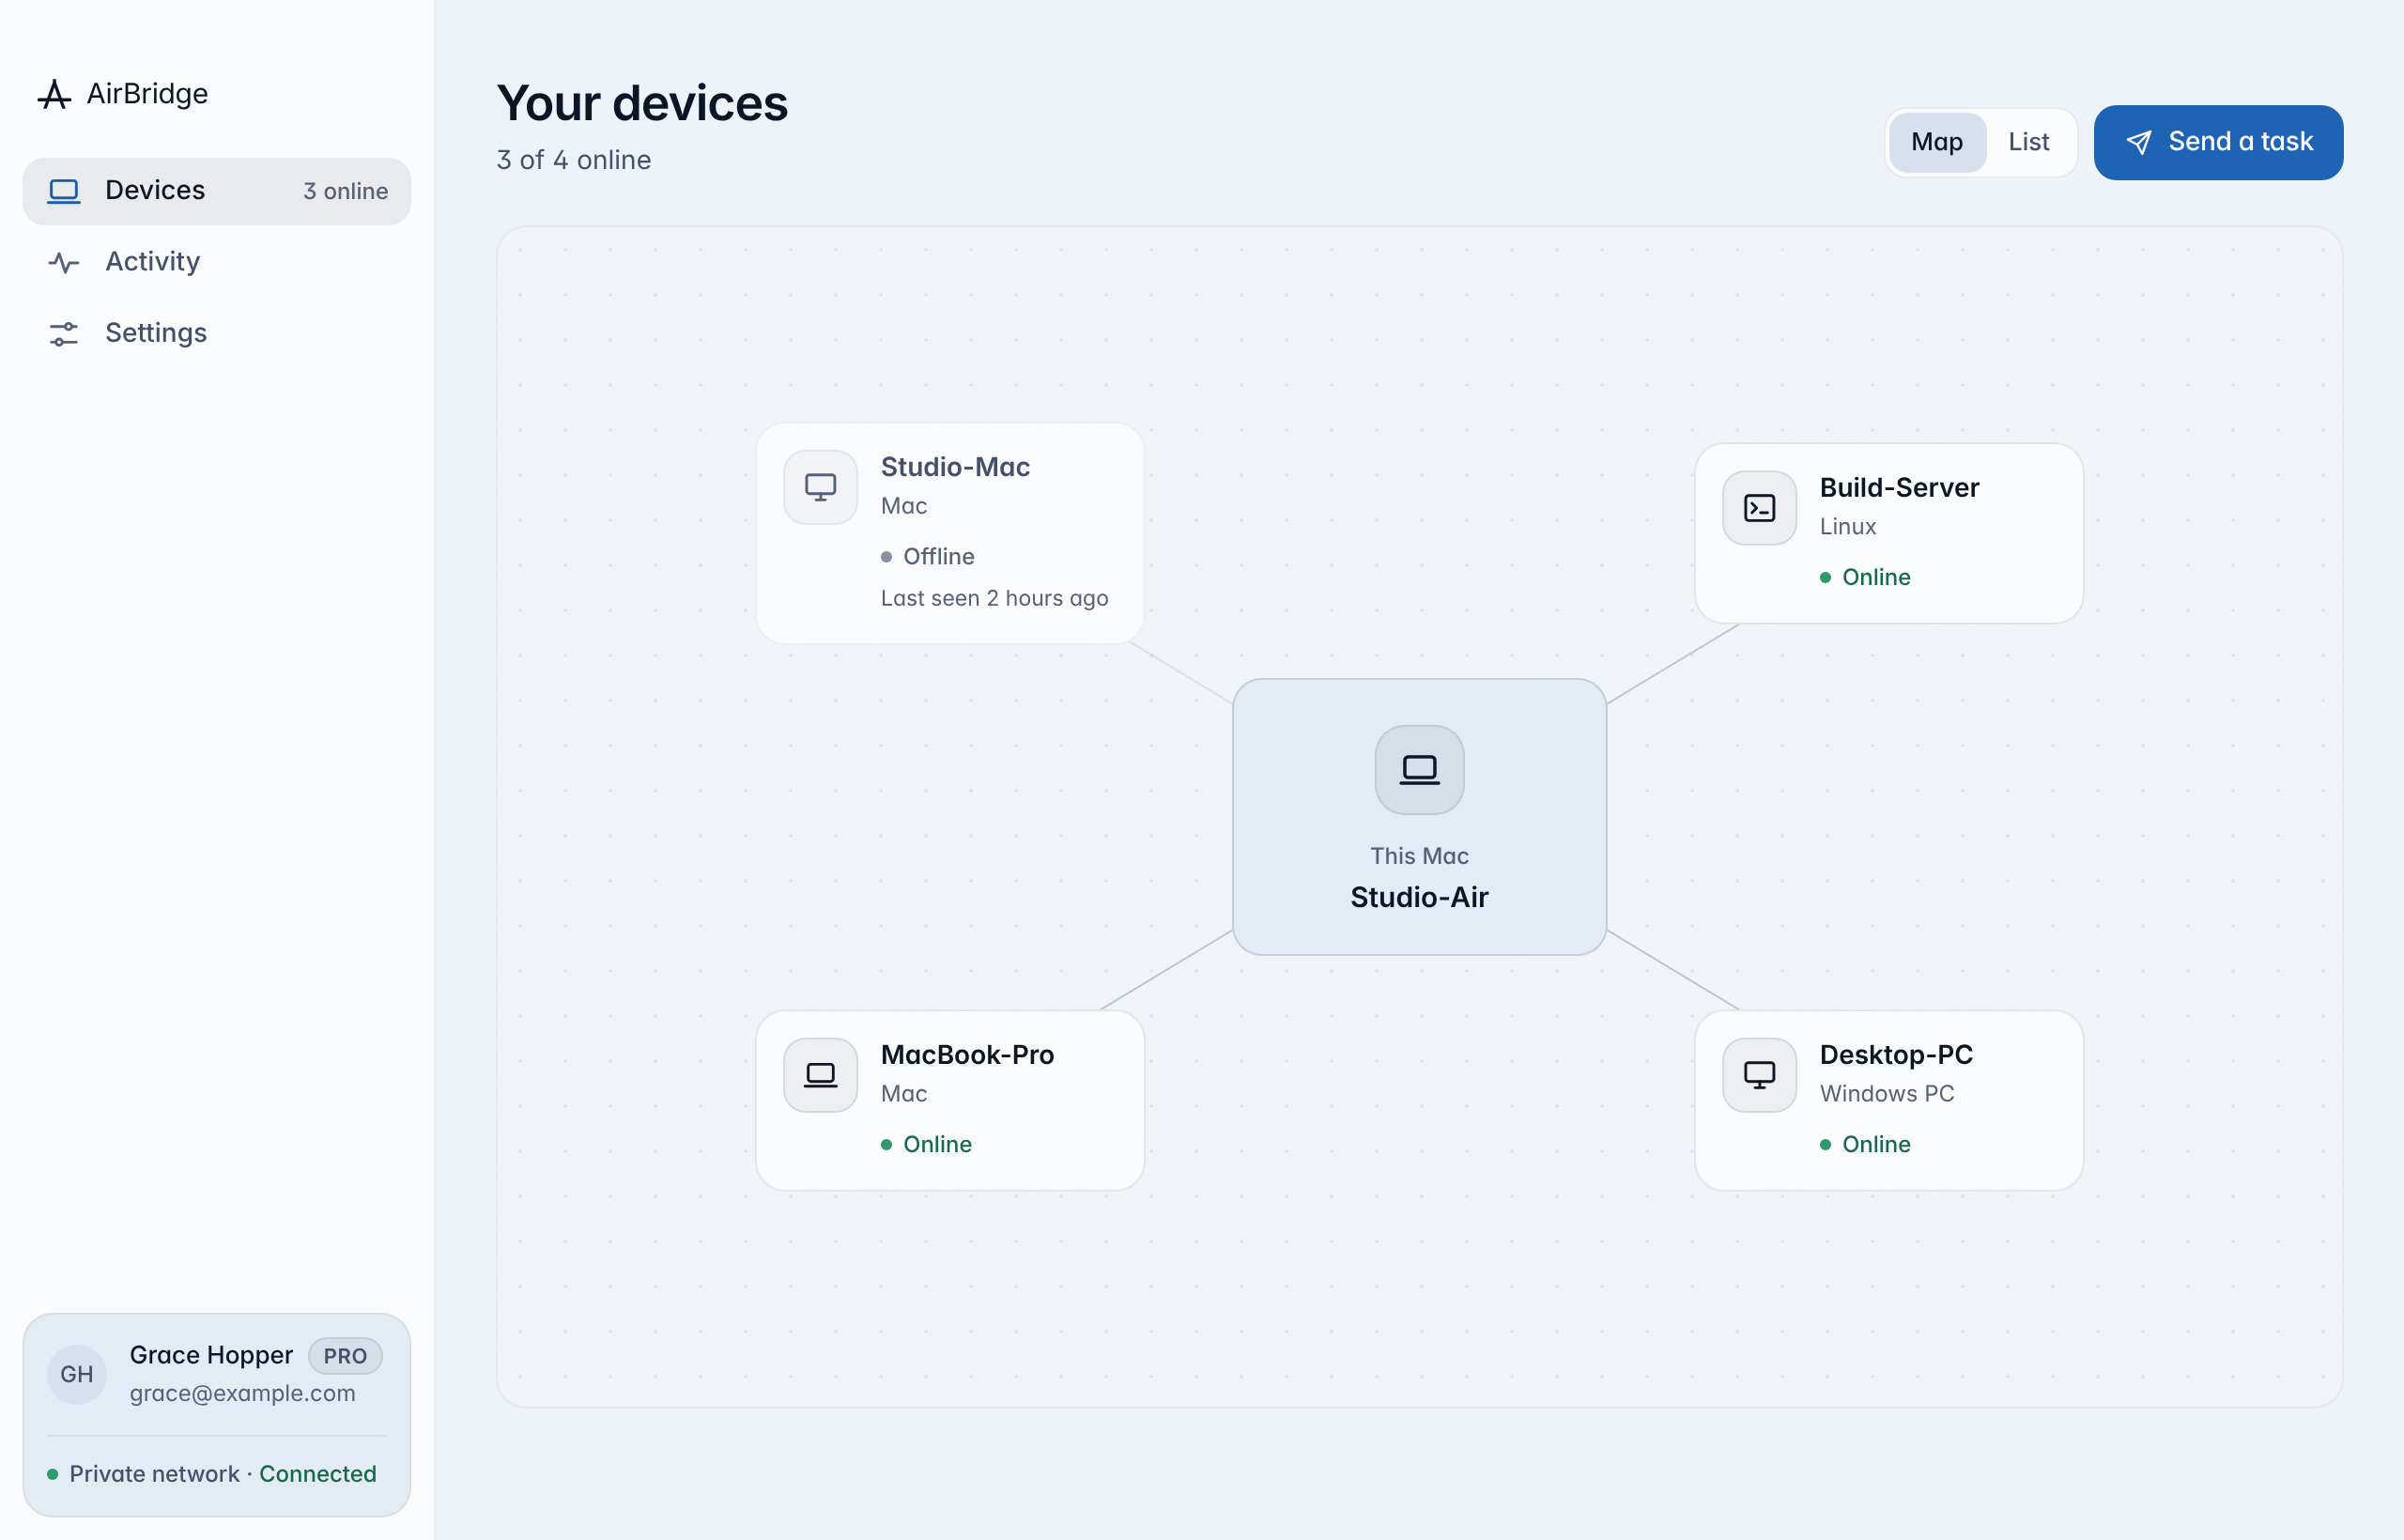 AirBridge
Devices 3 online
Activity
Settings
Grace Hopper PRO
GH
grace@example.com
Private network · Connected
Your devices
3 of 4 online
Map List Send a task
Studio-Mac
Mac
Offline
Last seen 2 hours ago
Build-Server
Linux
Online
This Mac
Studio-Air
MacBook-Pro
Mac
Online
Desktop-PC
Windows PC
Online